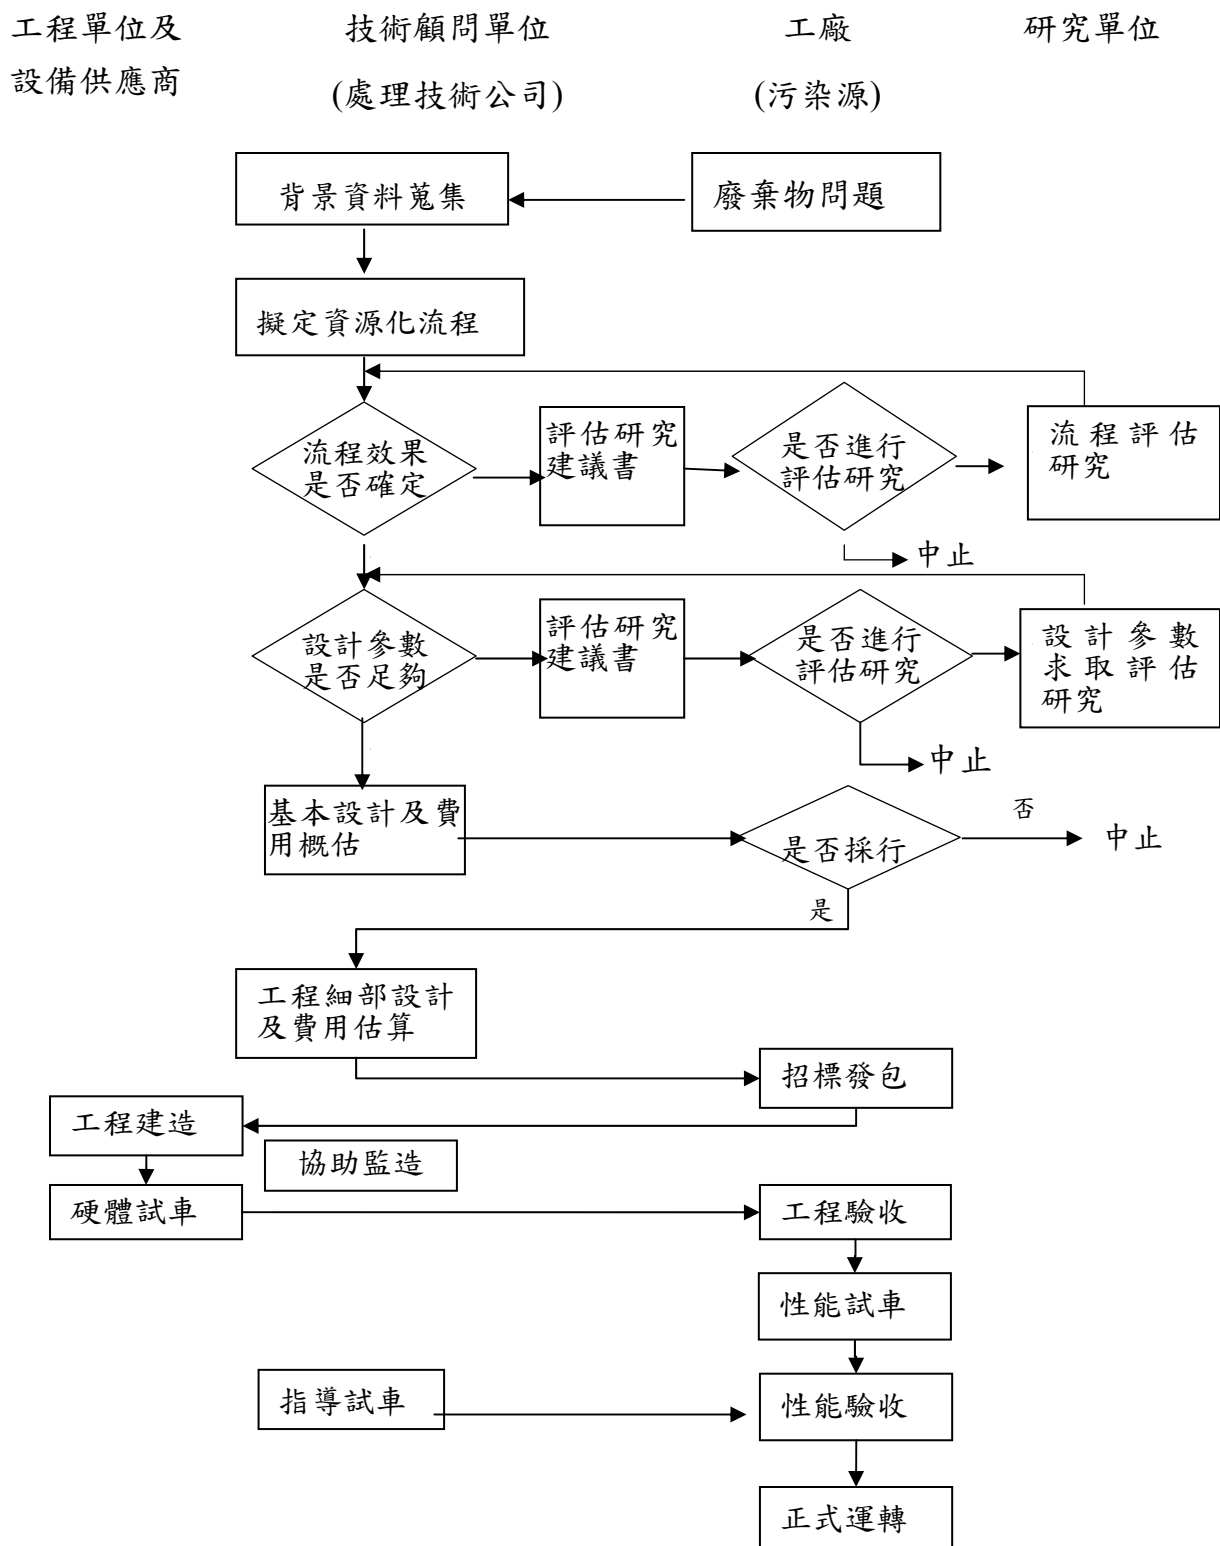 工程單位及
設備供應商
技術顧問單位
(處理技術公司)
工廠
(污染源)
研究單位
背景資料蒐集
廢棄物問題
擬定資源化流程
流程效果
是否確定
評估研究
建議書
是否進行
評估研究
流程評估
研究
中止
設計參數
是否足夠
評估研究
建議書
是否進行
評估研究
設計參數
求取評估
研究
中止
基本設計及費
用概估
是否採行
否
中止
是
工程細部設計
及費用估算
招標發包
工程建造
協助監造
硬體試車
工程驗收
性能試車
指導試車
性能驗收
正式運轉